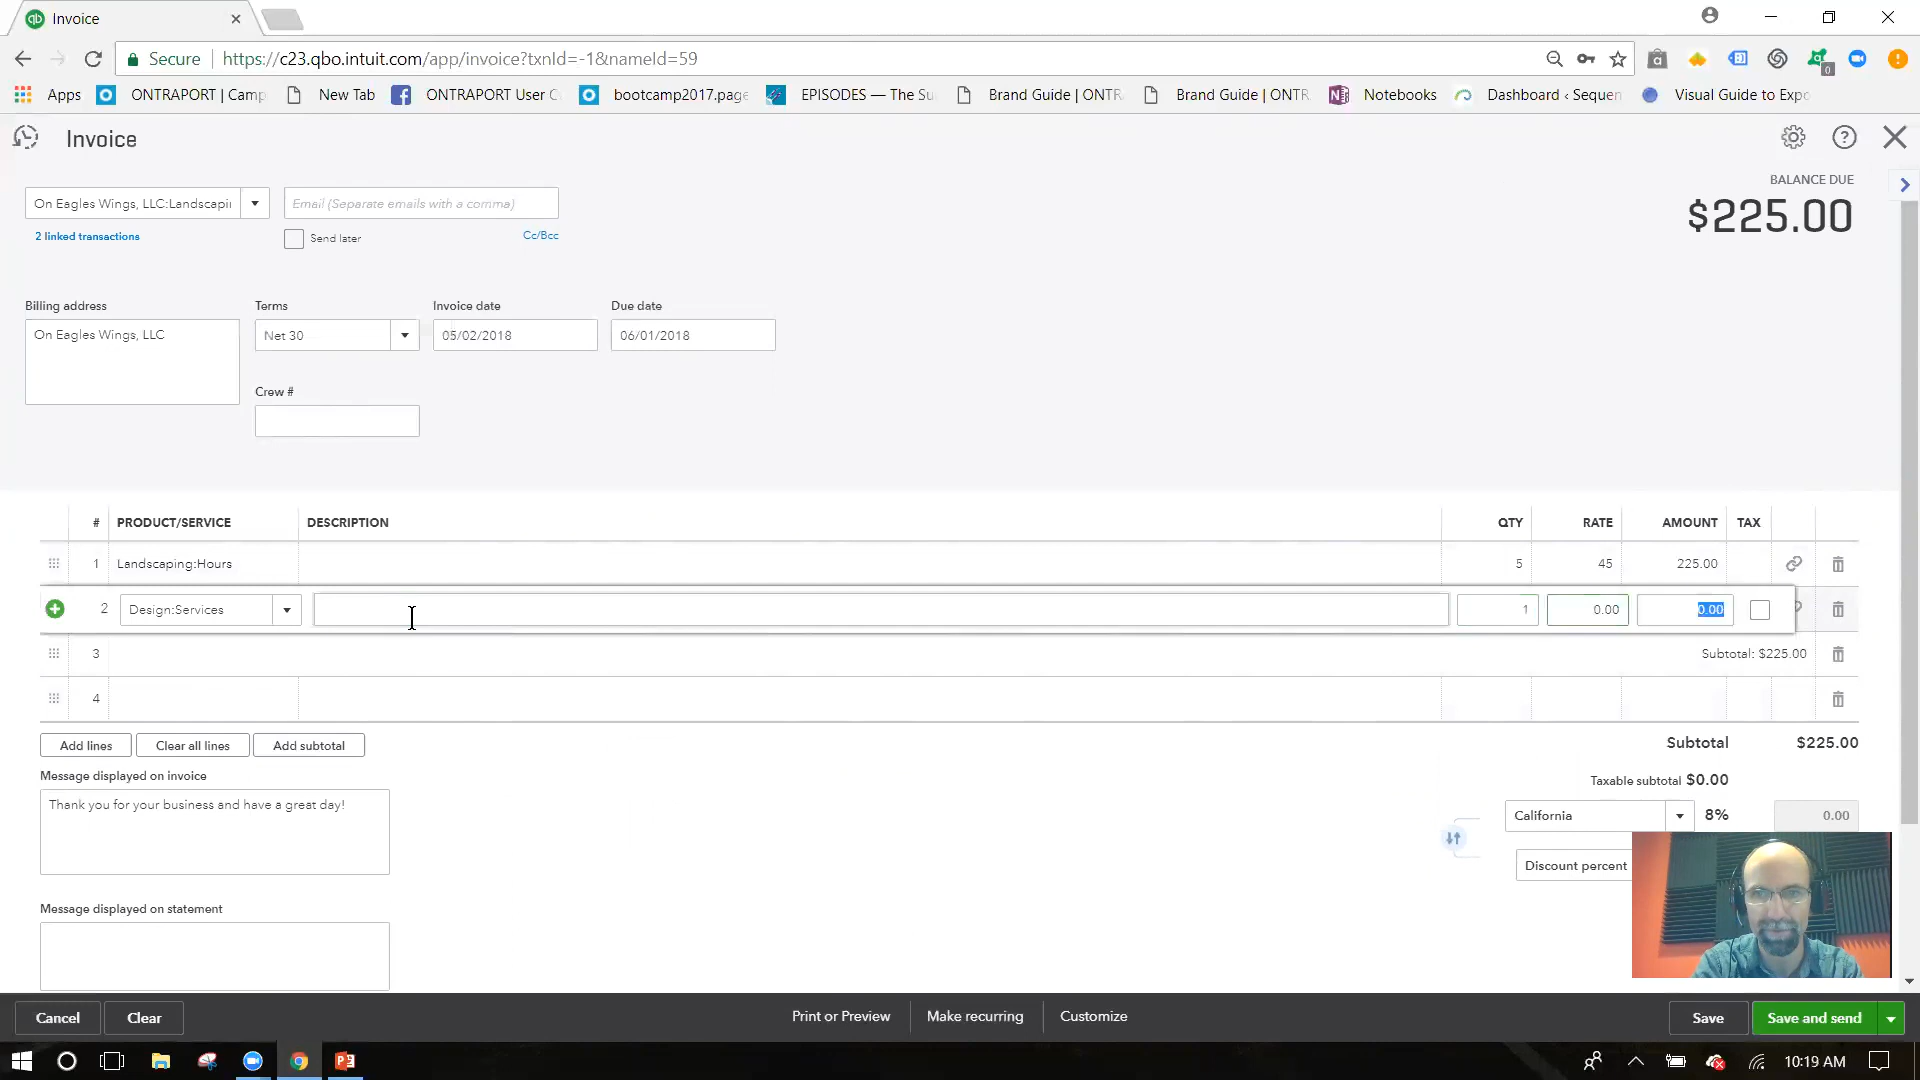 Invoice
Secure https://c23.qbo.intuit.com/app/invoice?txnId=-1&nameId=59
Apps ONTRAPORT | Camp New Tab ONTRAPORT User C bootcamp2017.page EPISODES — The Su Brand Guide | ONTR Brand Guide | ONTR Notebooks Dashboard ‹ Sequen Visual Guide to Expo
Invoice
BALANCE DUE
$225.00
On Eagles Wings, LLC:Landscapi Email (Separate emails with a comma)
2 linked transactions Send later Cc/Bcc
Billing address Terms Invoice date Due date
On Eagles Wings, LLC Net 30 05/02/2018 06/01/2018
Crew #
# PRODUCT/SERVICE DESCRIPTION QTY RATE AMOUNT TAX
1 Landscaping:Hours 5 45 225.00
2 Design:Services 1 0.00 0.00
3 Subtotal: $225.00
4
Add lines Clear all lines Add subtotal Subtotal $225.00
Message displayed on invoice Taxable subtotal $0.00
Thank you for your business and have a great day! California 8% 0.00
Discount percent
Message displayed on statement
Cancel Clear Print or Preview Make recurring Customize Save Save and send
10:19 AM